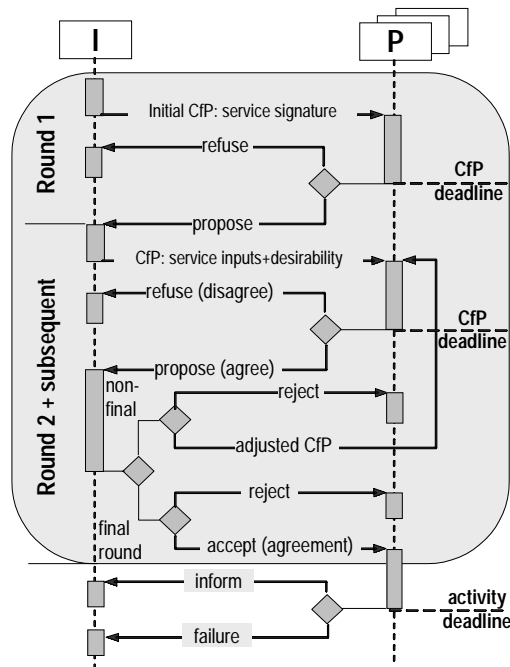 I
P
Round 1
Initial CfP: service signature
refuse
CfP
deadline
propose
Round 2 + subsequent
CfP: service inputs+desirability
refuse (disagree)
CfP
deadline
propose (agree)
non-
final
reject
adjusted CfP
reject
final
round
accept (agreement)
inform
activity
deadline
failure